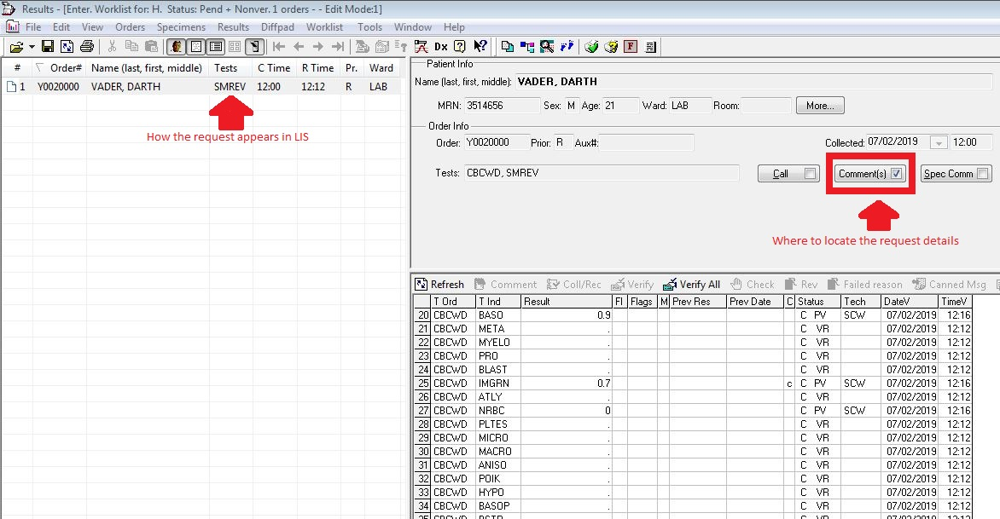 Results - [Enter. Worklist for: H.  Status: Pend + Nonver. 1 orders - - Edit Mode:1]
File Edit View Orders Specimens Results Diffpad Worklist Tools Window Help
Dx F
# Order# Name (last, first, middle) Tests C Time R Time Pr. Ward
1 Y0020000 VADER, DARTH SMREV 12:00 12:12 R LAB
How the request appears in LIS
Patient Info
Name (last, first, middle): VADER, DARTH
MRN: 3514656 Sex: M Age: 21 Ward: LAB Room: More...
Order Info
Order: Y0020000 Prior: R Aux#: Collected: 07/02/2019 12:00
Tests: CBCWD, SMREV Call Comment(s) Spec Comm
Where to locate the request details
Refresh Comment Coll/Rec Verify Verify All Check Rev Failed reason Canned Msg
T Ord T Ind Result Fl Flags M Prev Res Prev Date C Status Tech DateV TimeV
20 CBCWD BASO 0.9 C PV SCW 07/02/2019 12:16
21 CBCWD META . C VR 07/02/2019 12:12
22 CBCWD MYELO . C VR 07/02/2019 12:12
23 CBCWD PRO . C VR 07/02/2019 12:12
24 CBCWD BLAST . C VR 07/02/2019 12:12
25 CBCWD IMGRN 0.7 c C PV SCW 07/02/2019 12:16
26 CBCWD ATLY . C VR 07/02/2019 12:12
27 CBCWD NRBC 0 C PV SCW 07/02/2019 12:16
28 CBCWD PLTES . C VR 07/02/2019 12:12
29 CBCWD MICRO . C VR 07/02/2019 12:12
30 CBCWD MACRO . C VR 07/02/2019 12:12
31 CBCWD ANISO . C VR 07/02/2019 12:12
32 CBCWD POIK . C VR 07/02/2019 12:12
33 CBCWD HYPO . C VR 07/02/2019 12:12
34 CBCWD BASOP . C VR 07/02/2019 12:12